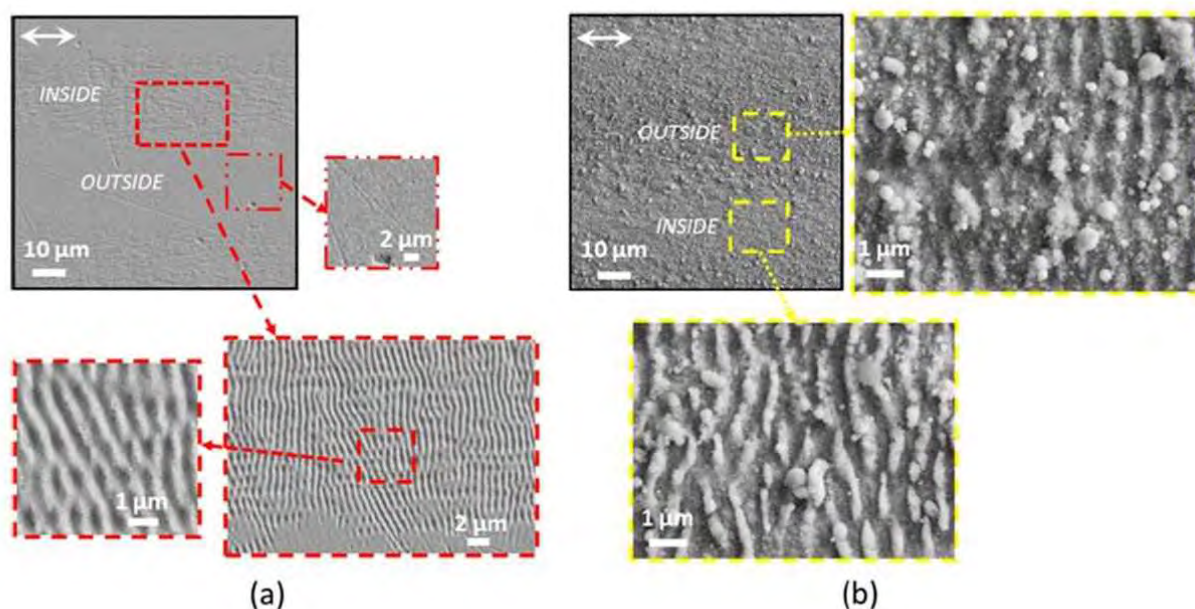 INSIDE
OUTSIDE
10 µm
2 µm
1 µm
2 µm
(a)
OUTSIDE
INSIDE
10 µm
1 µm
1 µm
(b)